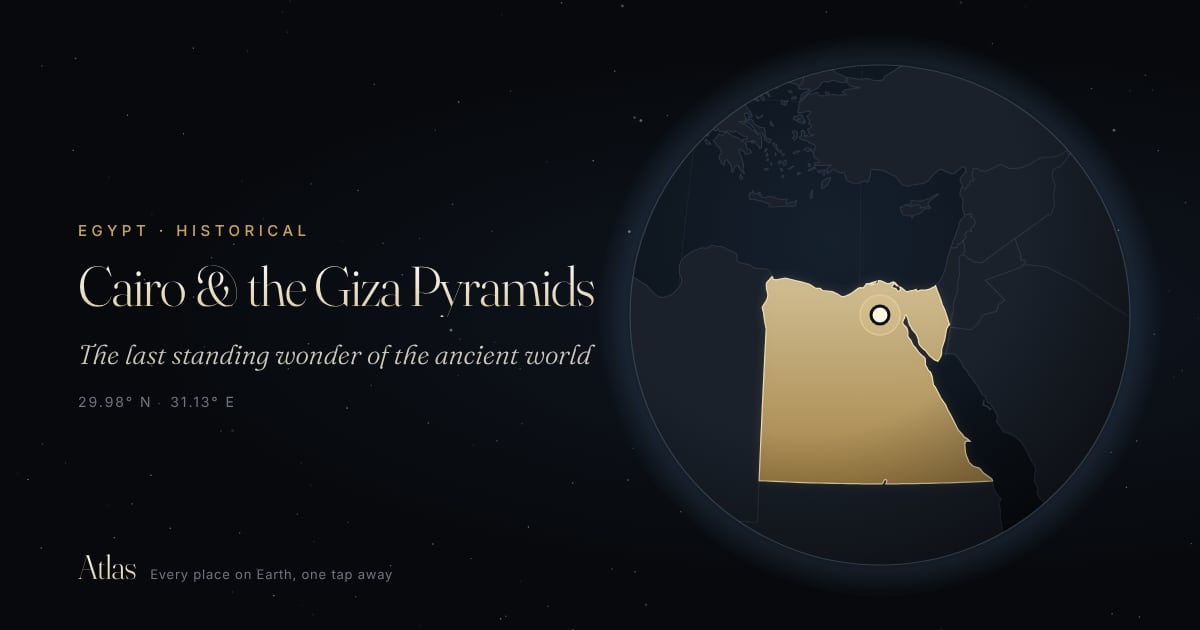 EGYPT · HISTORICAL
Cairo & the Giza Pyramids
The last standing wonder of the ancient world
29.98° N · 31.13° E
Atlas Every place on Earth, one tap away